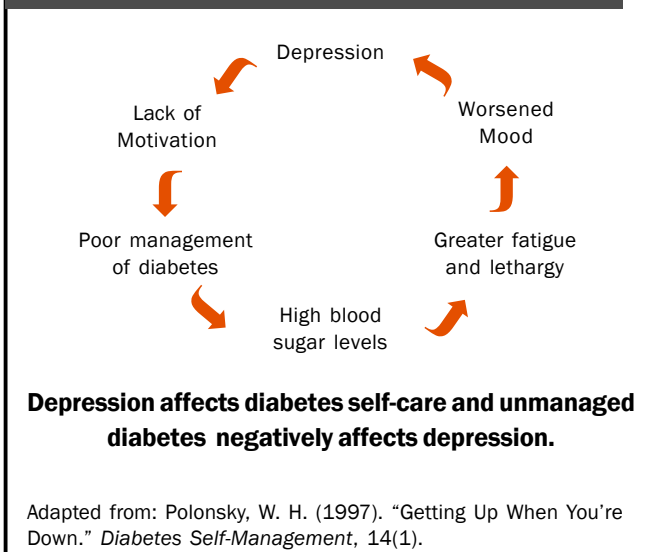 Depression
Lack of
Motivation
Poor management
of diabetes
High blood
sugar levels
Greater fatigue
and lethargy
Worsened
Mood
Depression affects diabetes self-care and unmanaged
diabetes negatively affects depression.
Adapted from: Polonsky, W. H. (1997). “Getting Up When You’re
Down.” Diabetes Self-Management, 14(1).